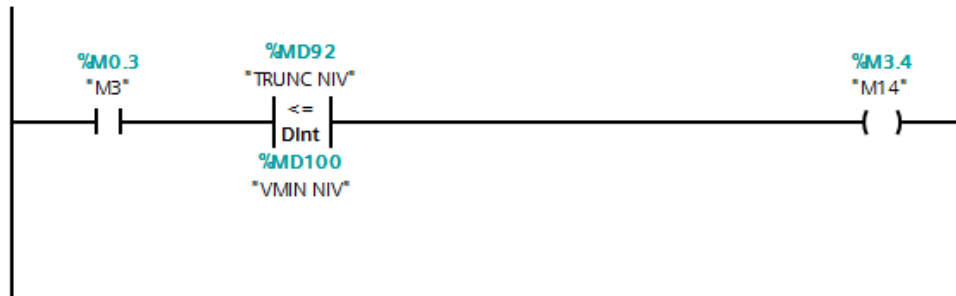 %M0.3
"M3"
%MD92
"TRUNC NIV"
<=
DInt
%MD100
"VMIN NIV"
%M3.4
"M14"